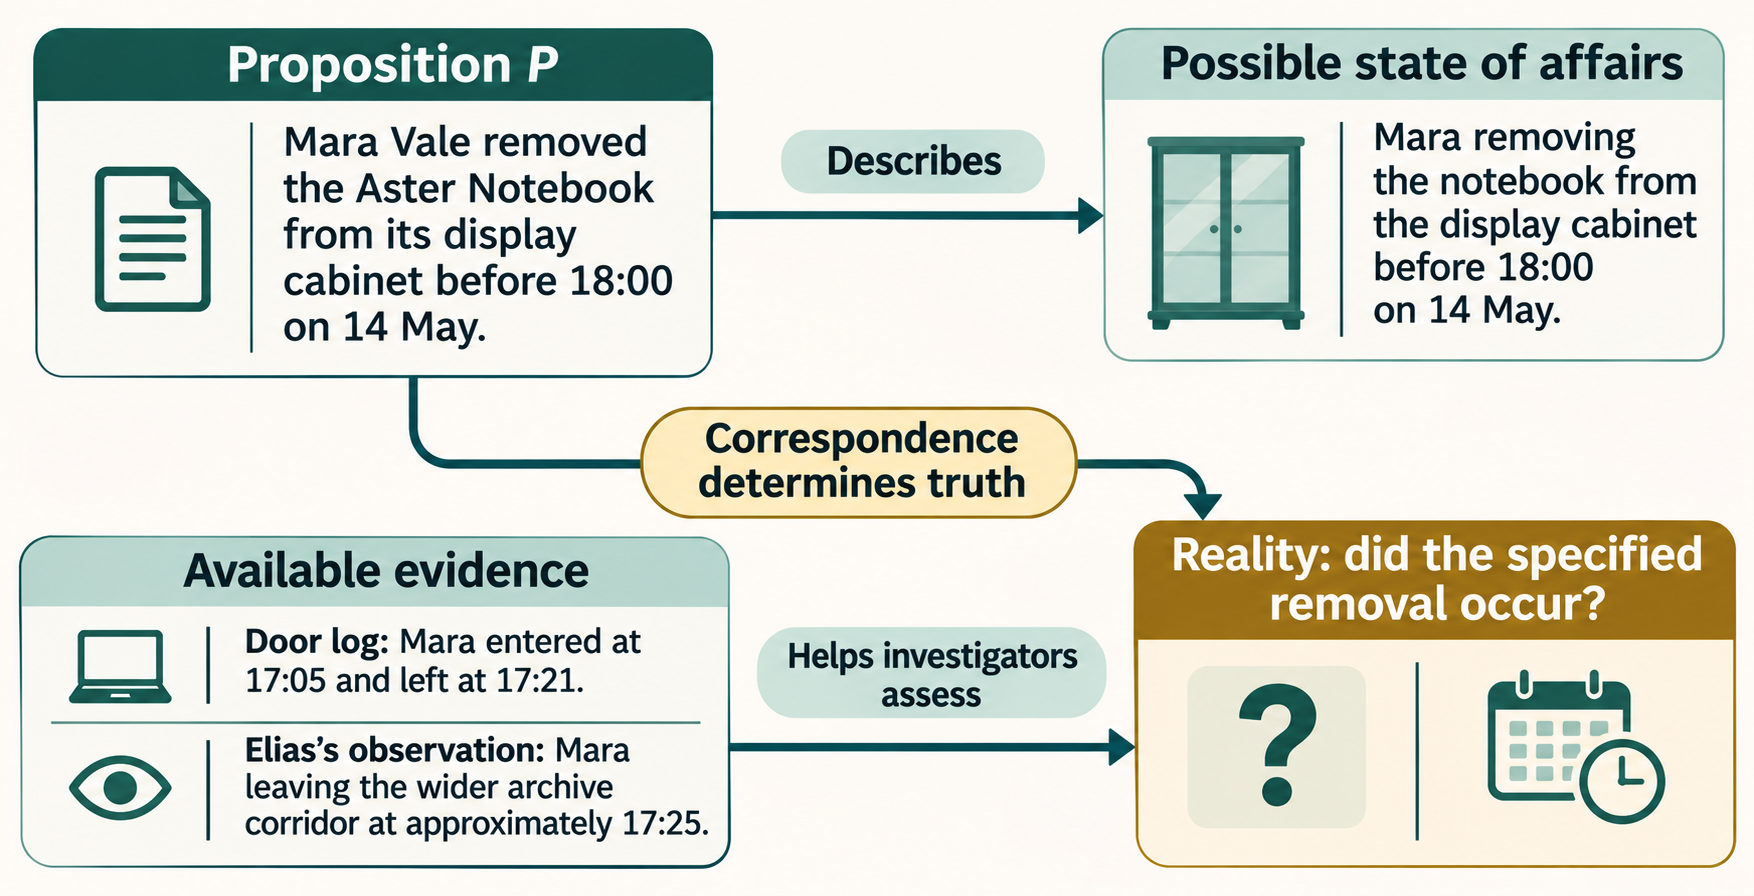 Proposition P
Mara Vale removed
the Aster Notebook
from its display
cabinet before 18:00
on 14 May.
Describes
Possible state of affairs
Mara removing
the notebook from
the display cabinet
before 18:00
on 14 May.
Correspondence
determines truth
Available evidence
Door log: Mara entered at
17:05 and left at 17:21.
Elias’s observation: Mara
leaving the wider archive
corridor at approximately 17:25.
Helps investigators
assess
Reality: did the specified
removal occur?
?